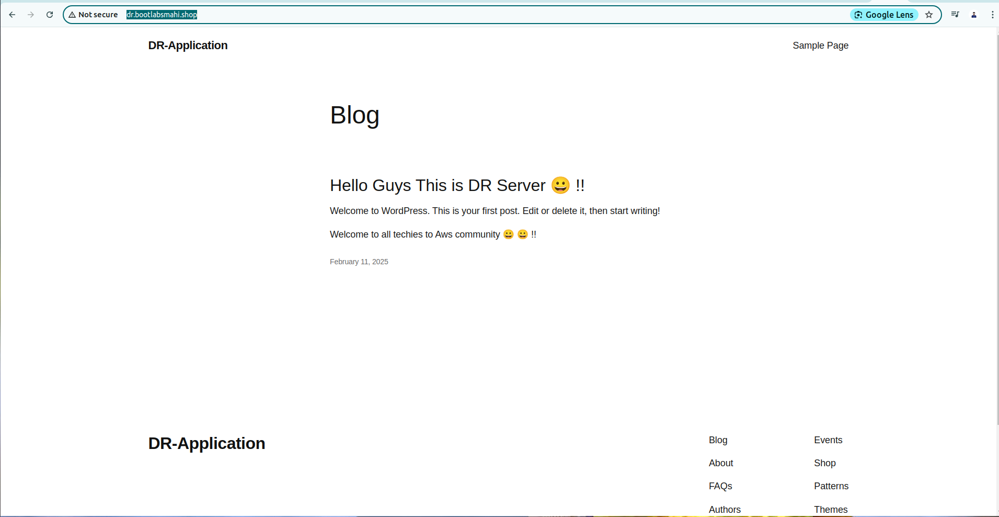 Not secure dr.bootlabsmahi.shop Google Lens
DR-Application Sample Page
Blog
Hello Guys This is DR Server 😀 !!
Welcome to WordPress. This is your first post. Edit or delete it, then start writing!
Welcome to all techies to Aws community 😀 😀 !!
February 11, 2025
DR-Application
Blog Events
About Shop
FAQs Patterns
Authors Themes